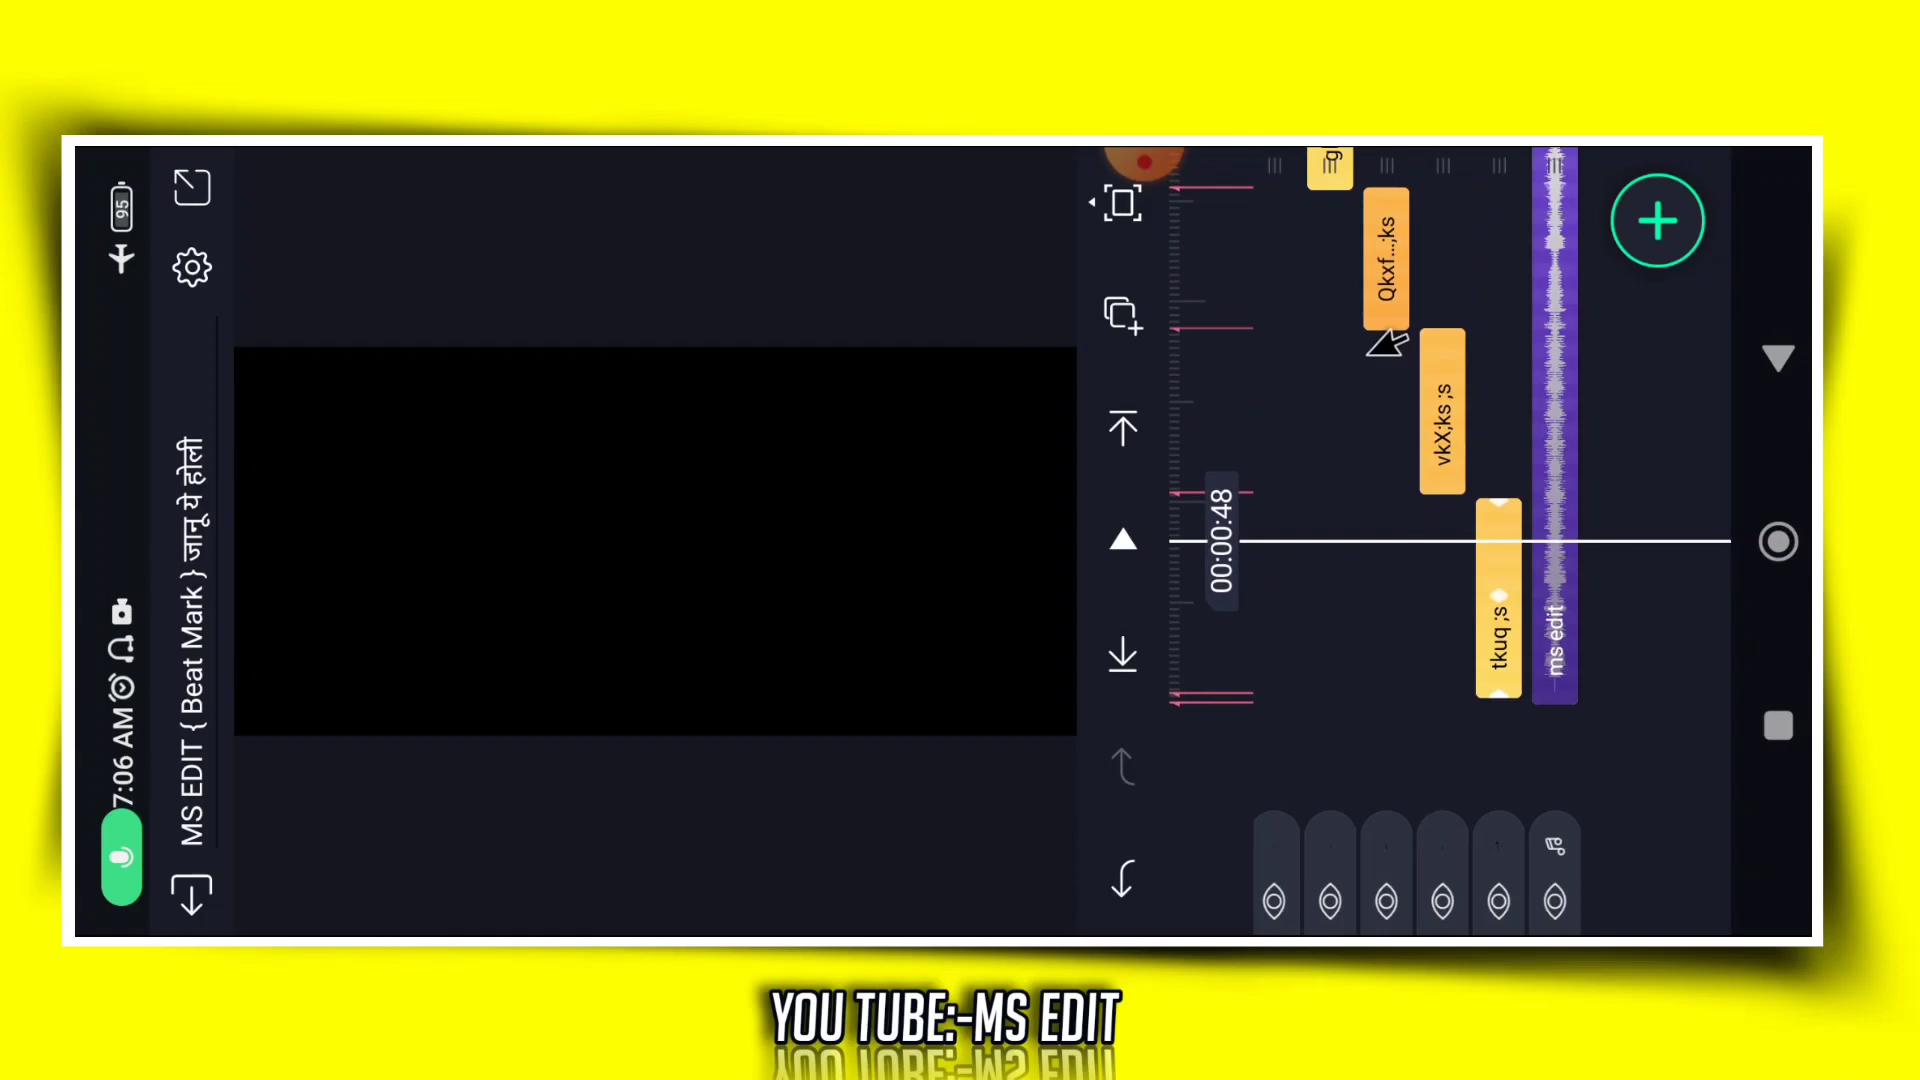 7:06 AM
95
MS EDIT { Beat Mark } जानू ये होली
00:00:48
Qkxf...;ks
vkX;ks ;s
tkuq ;s
ms edit
YOU TUBE:-MS EDIT